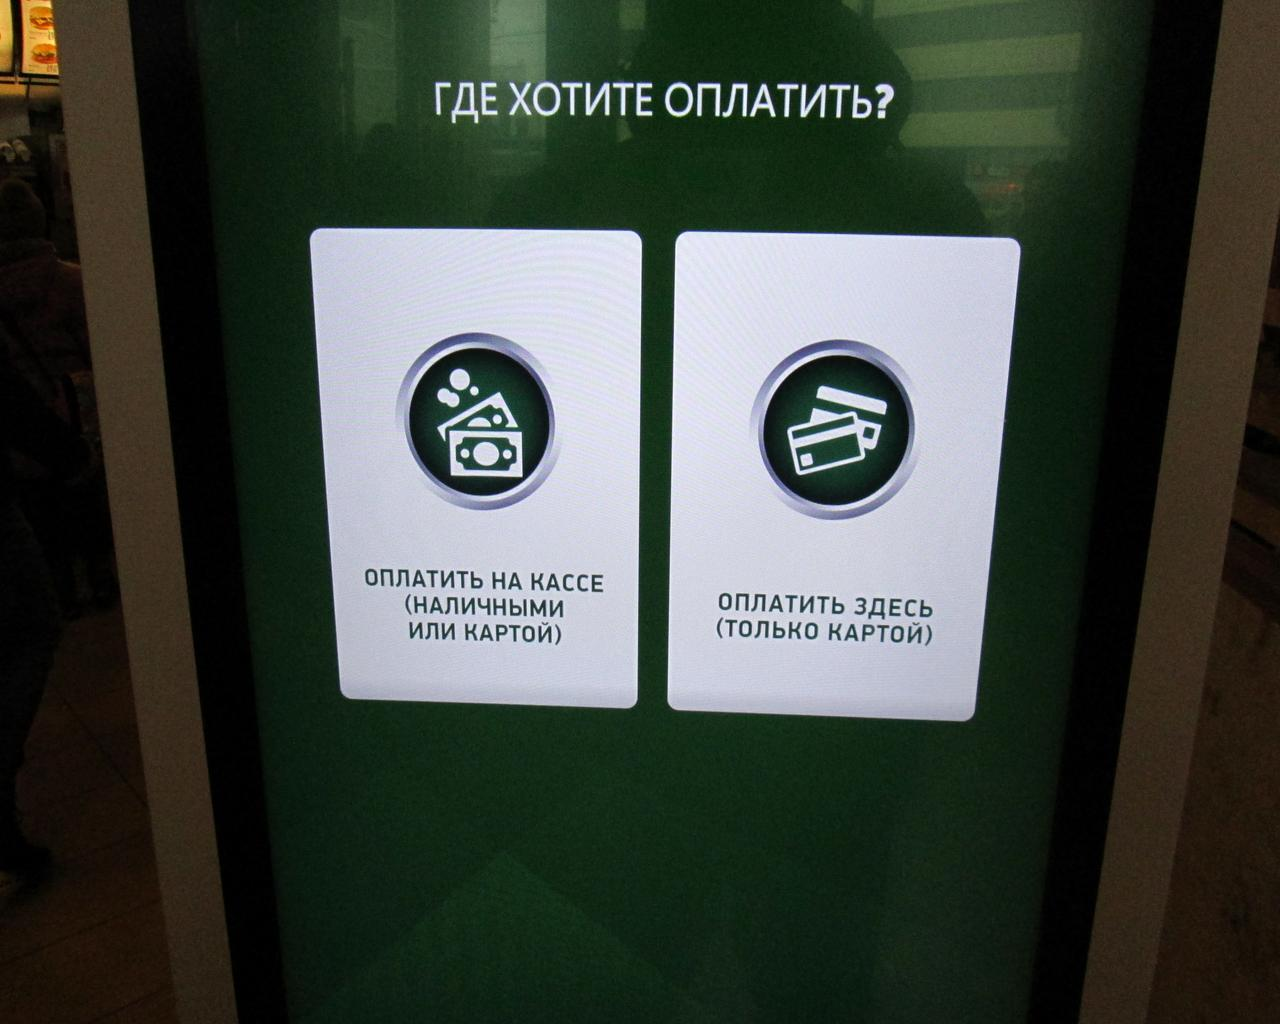 ГДЕ ХОТИТЕ ОПЛАТИТЬ?
ОПЛАТИТЬ НА КАССЕ
(НАЛИЧНЫМИ
ИЛИ КАРТОЙ)
ОПЛАТИТЬ ЗДЕСЬ
(ТОЛЬКО КАРТОЙ)